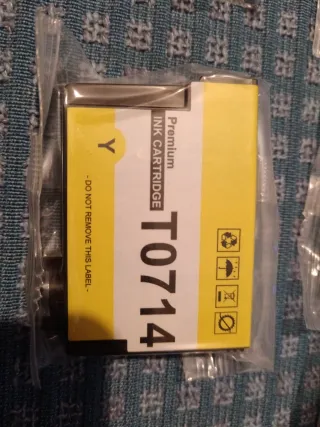 Premium
INK CARTRIDGE
T0714
Y
- DO NOT REMOVE THIS LABEL -